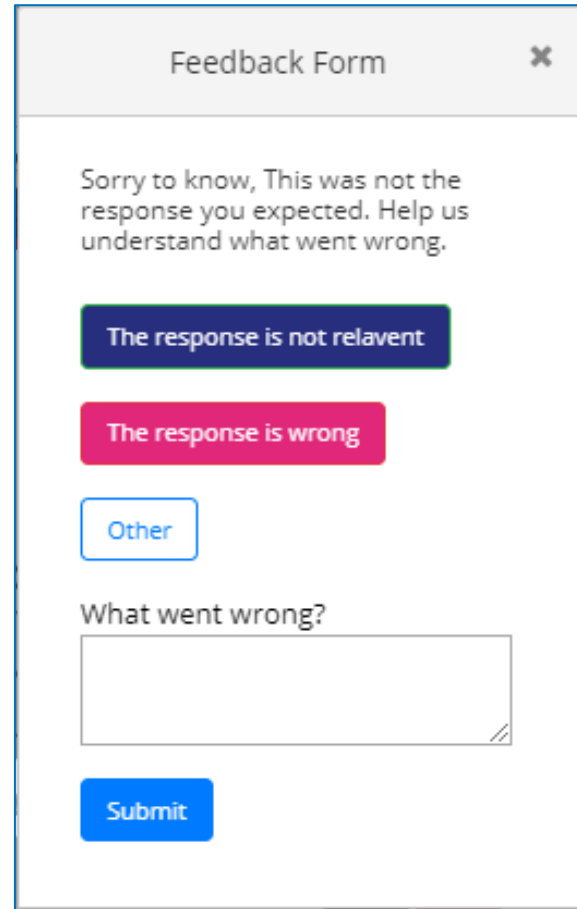 Feedback Form
Sorry to know, This was not the
response you expected. Help us
understand what went wrong.
The response is not relavent
The response is wrong
Other
What went wrong?
Submit